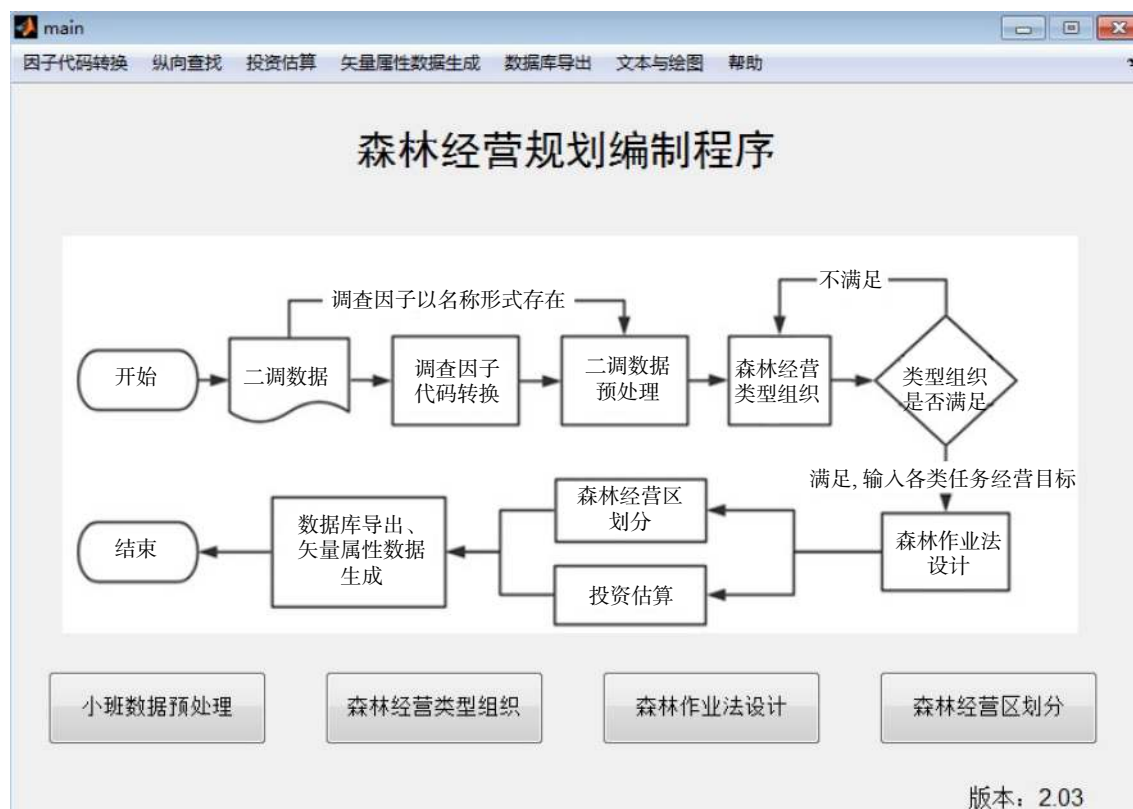 main
因子代码转换 纵向查找 投资估算 矢量属性数据生成 数据库导出 文本与绘图 帮助
森林经营规划编制程序
调查因子以名称形式存在
不满足
开始
二调数据
调查因子
代码转换
二调数据
预处理
森林经营
类型组织
类型组织
是否满足
满足, 输入各类任务经营目标
森林作业法
设计
森林经营区
划分
投资估算
数据库导出、
矢量属性数据
生成
结束
小班数据预处理
森林经营类型组织
森林作业法设计
森林经营区划分
版本：2.03